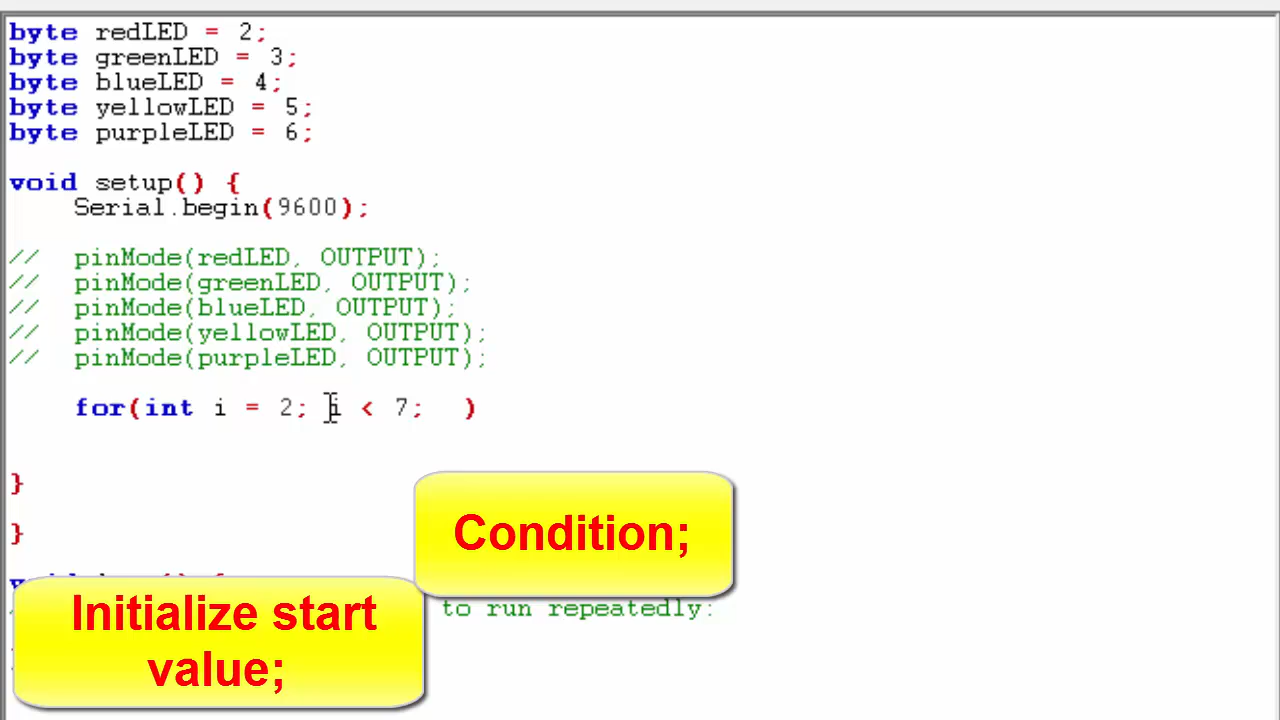 byte redLED = 2;
byte greenLED = 3;
byte blueLED = 4;
byte yellowLED = 5;
byte purpleLED = 6;
void setup() {
Serial.begin(9600);
// pinMode(redLED, OUTPUT);
// pinMode(greenLED, OUTPUT);
// pinMode(blueLED, OUTPUT);
// pinMode(yellowLED, OUTPUT);
// pinMode(purpleLED, OUTPUT);
for(int i = 2; i < 7; )
}
}
to run repeatedly:
Condition;
Initialize start
value;